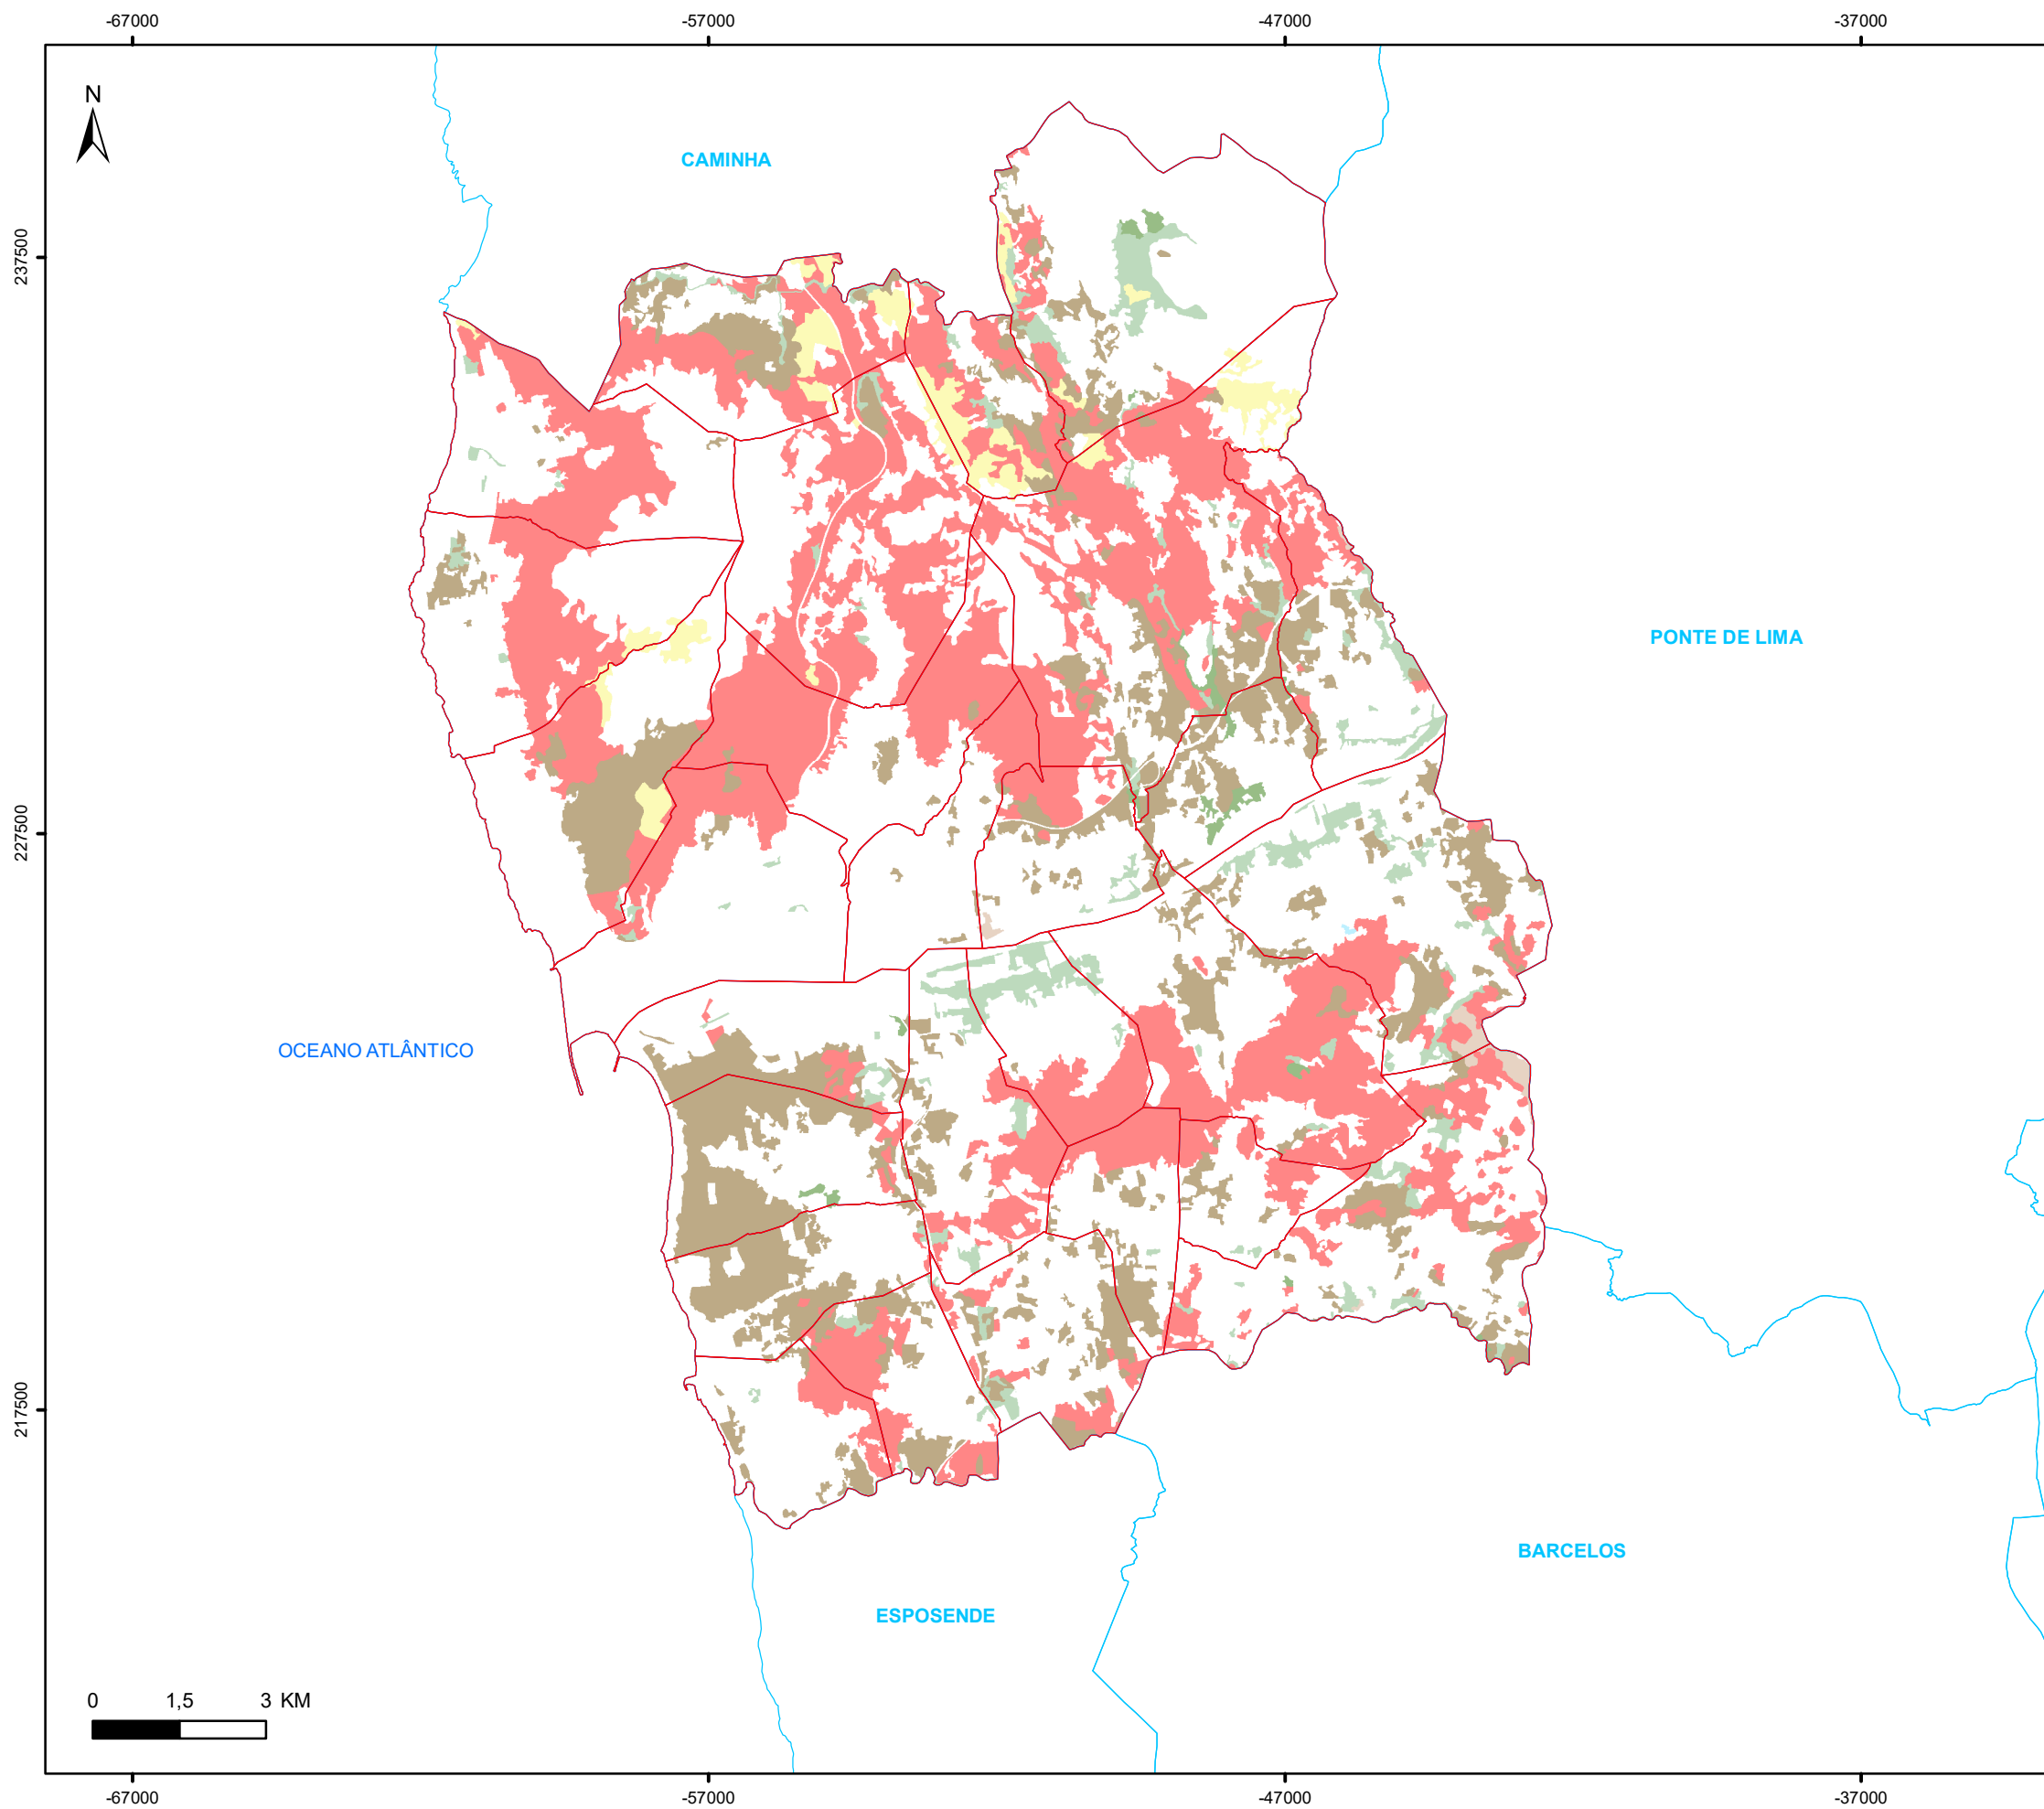 -67000 -57000 -47000 -37000
N
CAMINHA
237500
PONTE DE LIMA
227500
OCEANO ATLÂNTICO
217500
BARCELOS
ESPOSENDE
0 1,5 3 KM
-67000 -57000 -47000 -37000